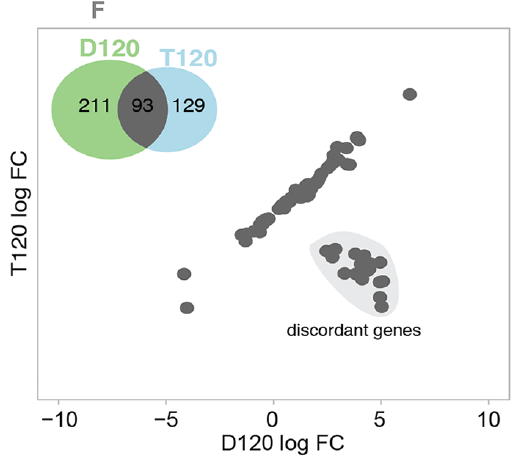 F
D120
T120
211 93 129
T120 log FC
discordant genes
−10 −5 0 5 10
D120 log FC